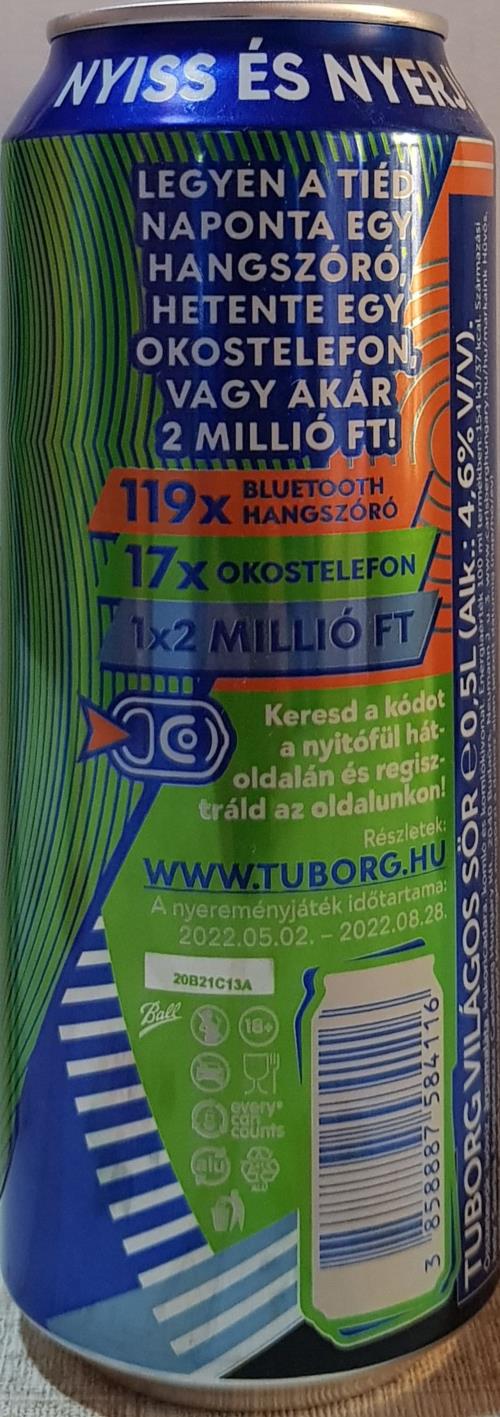 NYISS ÉS NYERJ!
LEGYEN A TIÉD
NAPONTA EGY
HANGSZÓRÓ,
HETENTE EGY
OKOSTELEFON,
VAGY AKÁR
2 MILLIÓ FT!
119x BLUETOOTH
HANGSZÓRÓ
17x OKOSTELEFON
1x2 MILLIÓ FT
Keresd a kódot
a nyitófül hát-
oldalán és regisz-
tráld az oldalunkon!
Részletek:
WWW.TUBORG.HU
A nyereményjáték időtartama:
2022.05.02. – 2022.08.28.
20B21C13A
Ball
18+
every®
can
counts
alu
3 858887 584116
TUBORG VILÁGOS SÖR ℮0,5L (Alk.: 4,6% V/V).